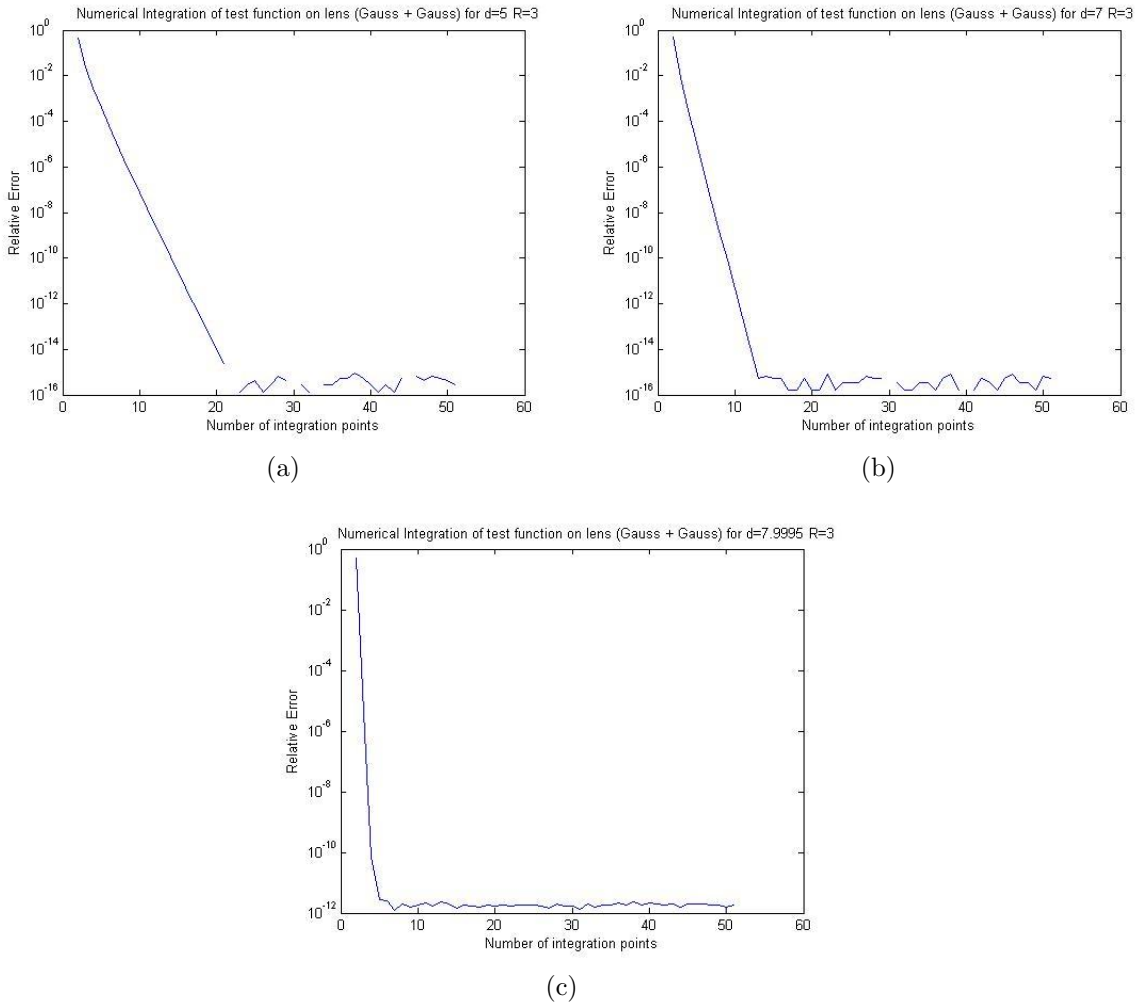 Numerical Integration of test function on lens (Gauss + Gauss) for d=5 R=3
10^0
10^-2
10^-4
10^-6
10^-8
10^-10
10^-12
10^-14
10^-16
Relative Error
0 10 20 30 40 50 60
Number of integration points
(a)
Numerical Integration of test function on lens (Gauss + Gauss) for d=7 R=3
10^0
10^-2
10^-4
10^-6
10^-8
10^-10
10^-12
10^-14
10^-16
Relative Error
0 10 20 30 40 50 60
Number of integration points
(b)
Numerical Integration of test function on lens (Gauss + Gauss) for d=7.9995 R=3
10^0
10^-2
10^-4
10^-6
10^-8
10^-10
10^-12
Relative Error
0 10 20 30 40 50 60
Number of integration points
(c)